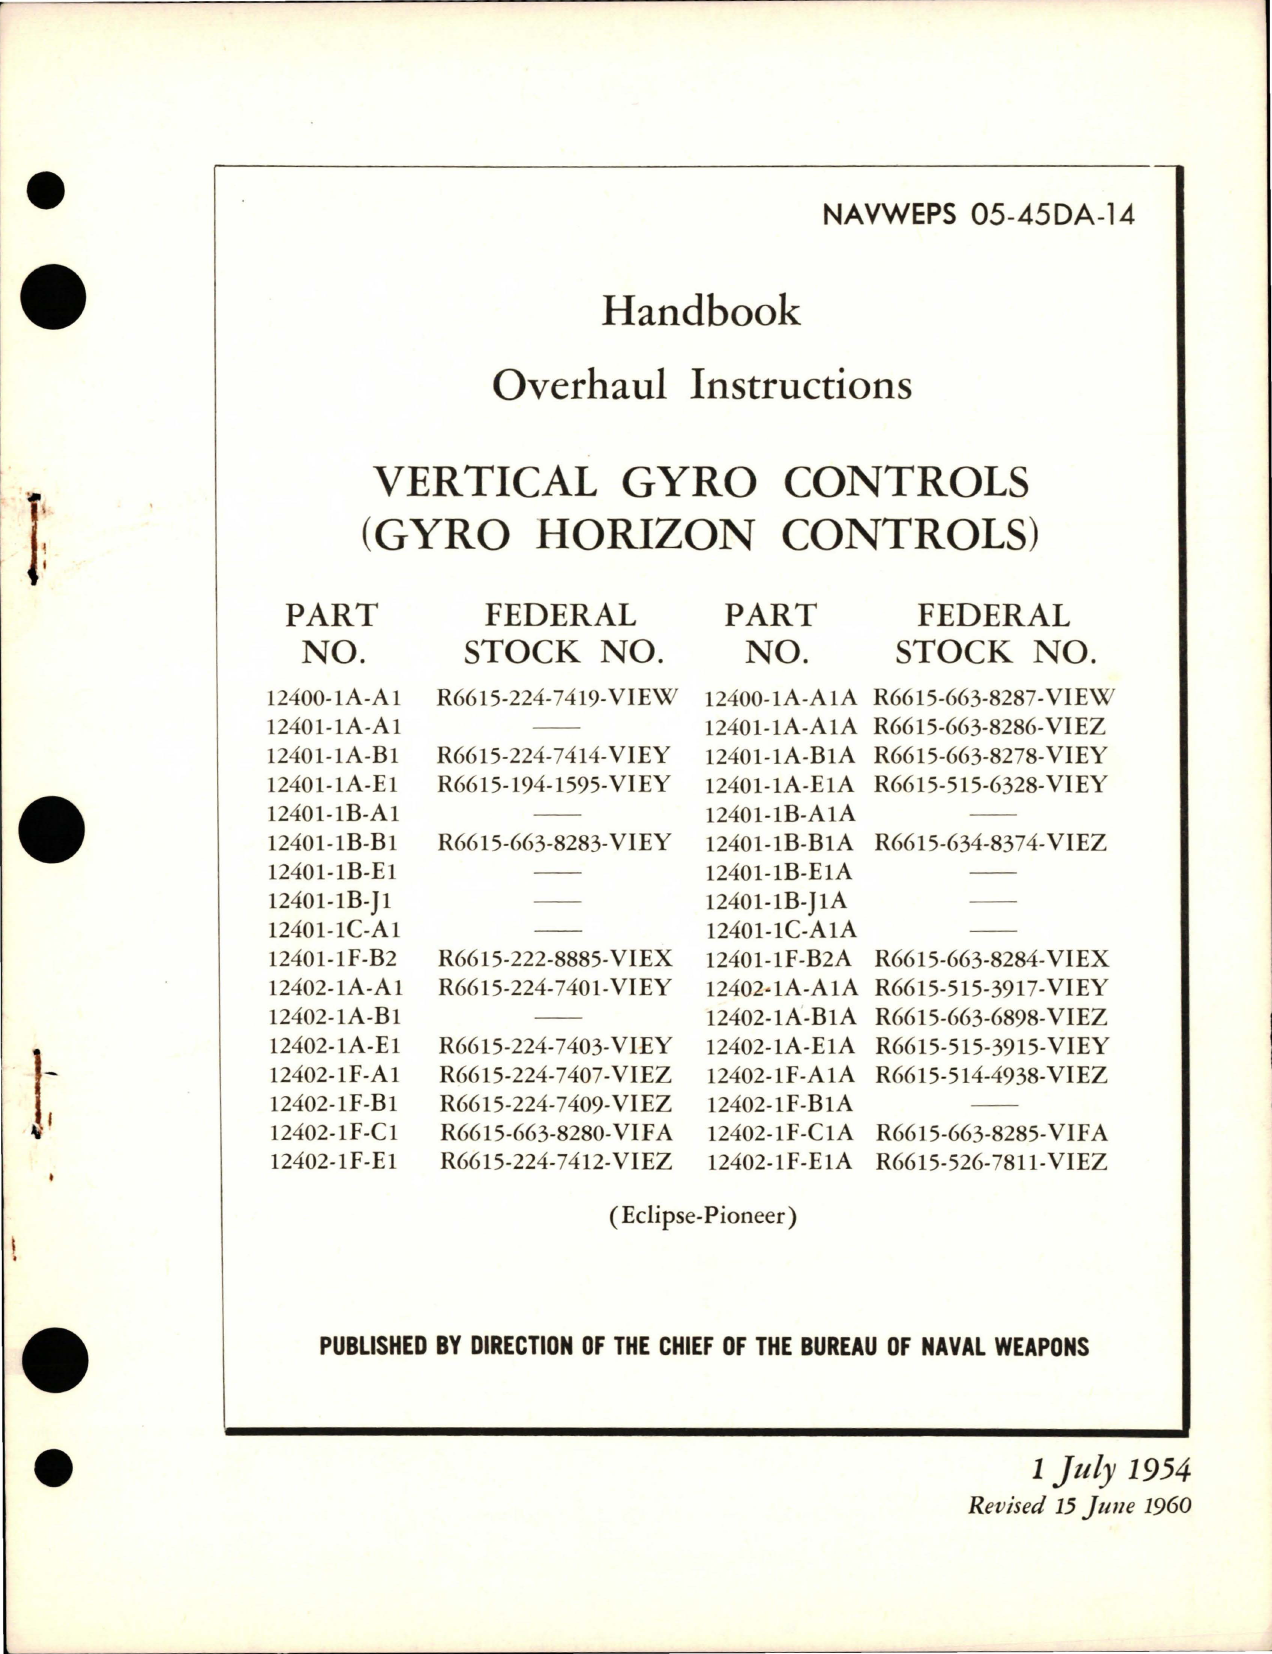 NAVWEPS 05-45DA-14
Handbook
Overhaul Instructions
VERTICAL GYRO CONTROLS
(GYRO HORIZON CONTROLS)
PART FEDERAL PART FEDERAL
NO. STOCK NO. NO. STOCK NO.
12400-1A-A1 R6615-224-7419-VIEW 12400-1A-A1A R6615-663-8287-VIEW
12401-1A-A1 —— 12401-1A-A1A R6615-663-8286-VIEZ
12401-1A-B1 R6615-224-7414-VIEY 12401-1A-B1A R6615-663-8278-VIEY
12401-1A-E1 R6615-194-1595-VIEY 12401-1A-E1A R6615-515-6328-VIEY
12401-1B-A1 —— 12401-1B-A1A ——
12401-1B-B1 R6615-663-8283-VIEY 12401-1B-B1A R6615-634-8374-VIEZ
12401-1B-E1 —— 12401-1B-E1A ——
12401-1B-J1 —— 12401-1B-J1A ——
12401-1C-A1 —— 12401-1C-A1A ——
12401-1F-B2 R6615-222-8885-VIEX 12401-1F-B2A R6615-663-8284-VIEX
12402-1A-A1 R6615-224-7401-VIEY 12402-1A-A1A R6615-515-3917-VIEY
12402-1A-B1 —— 12402-1A-B1A R6615-663-6898-VIEZ
12402-1A-E1 R6615-224-7403-VIEY 12402-1A-E1A R6615-515-3915-VIEY
12402-1F-A1 R6615-224-7407-VIEZ 12402-1F-A1A R6615-514-4938-VIEZ
12402-1F-B1 R6615-224-7409-VIEZ 12402-1F-B1A ——
12402-1F-C1 R6615-663-8280-VIFA 12402-1F-C1A R6615-663-8285-VIFA
12402-1F-E1 R6615-224-7412-VIEZ 12402-1F-E1A R6615-526-7811-VIEZ
(Eclipse-Pioneer)
PUBLISHED BY DIRECTION OF THE CHIEF OF THE BUREAU OF NAVAL WEAPONS
1 July 1954
Revised 15 June 1960